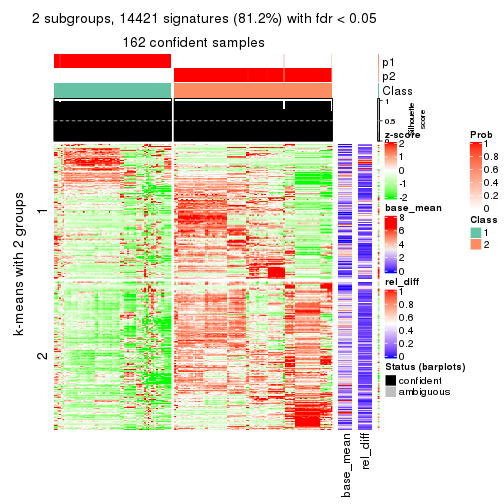 2 subgroups, 14421 signatures (81.2%) with fdr < 0.05
162 confident samples
p1
p2
Class
1
0.5
0
Silhouette
score
k-means with 2 groups
1
2
z-score
2
1
0
-1
-2
base_mean
8
6
4
2
0
rel_diff
1
0.8
0.6
0.4
0.2
0
Status (barplots)
confident
ambiguous
Prob
1
0.8
0.6
0.4
0.2
0
Class
1
2
base_mean
rel_diff